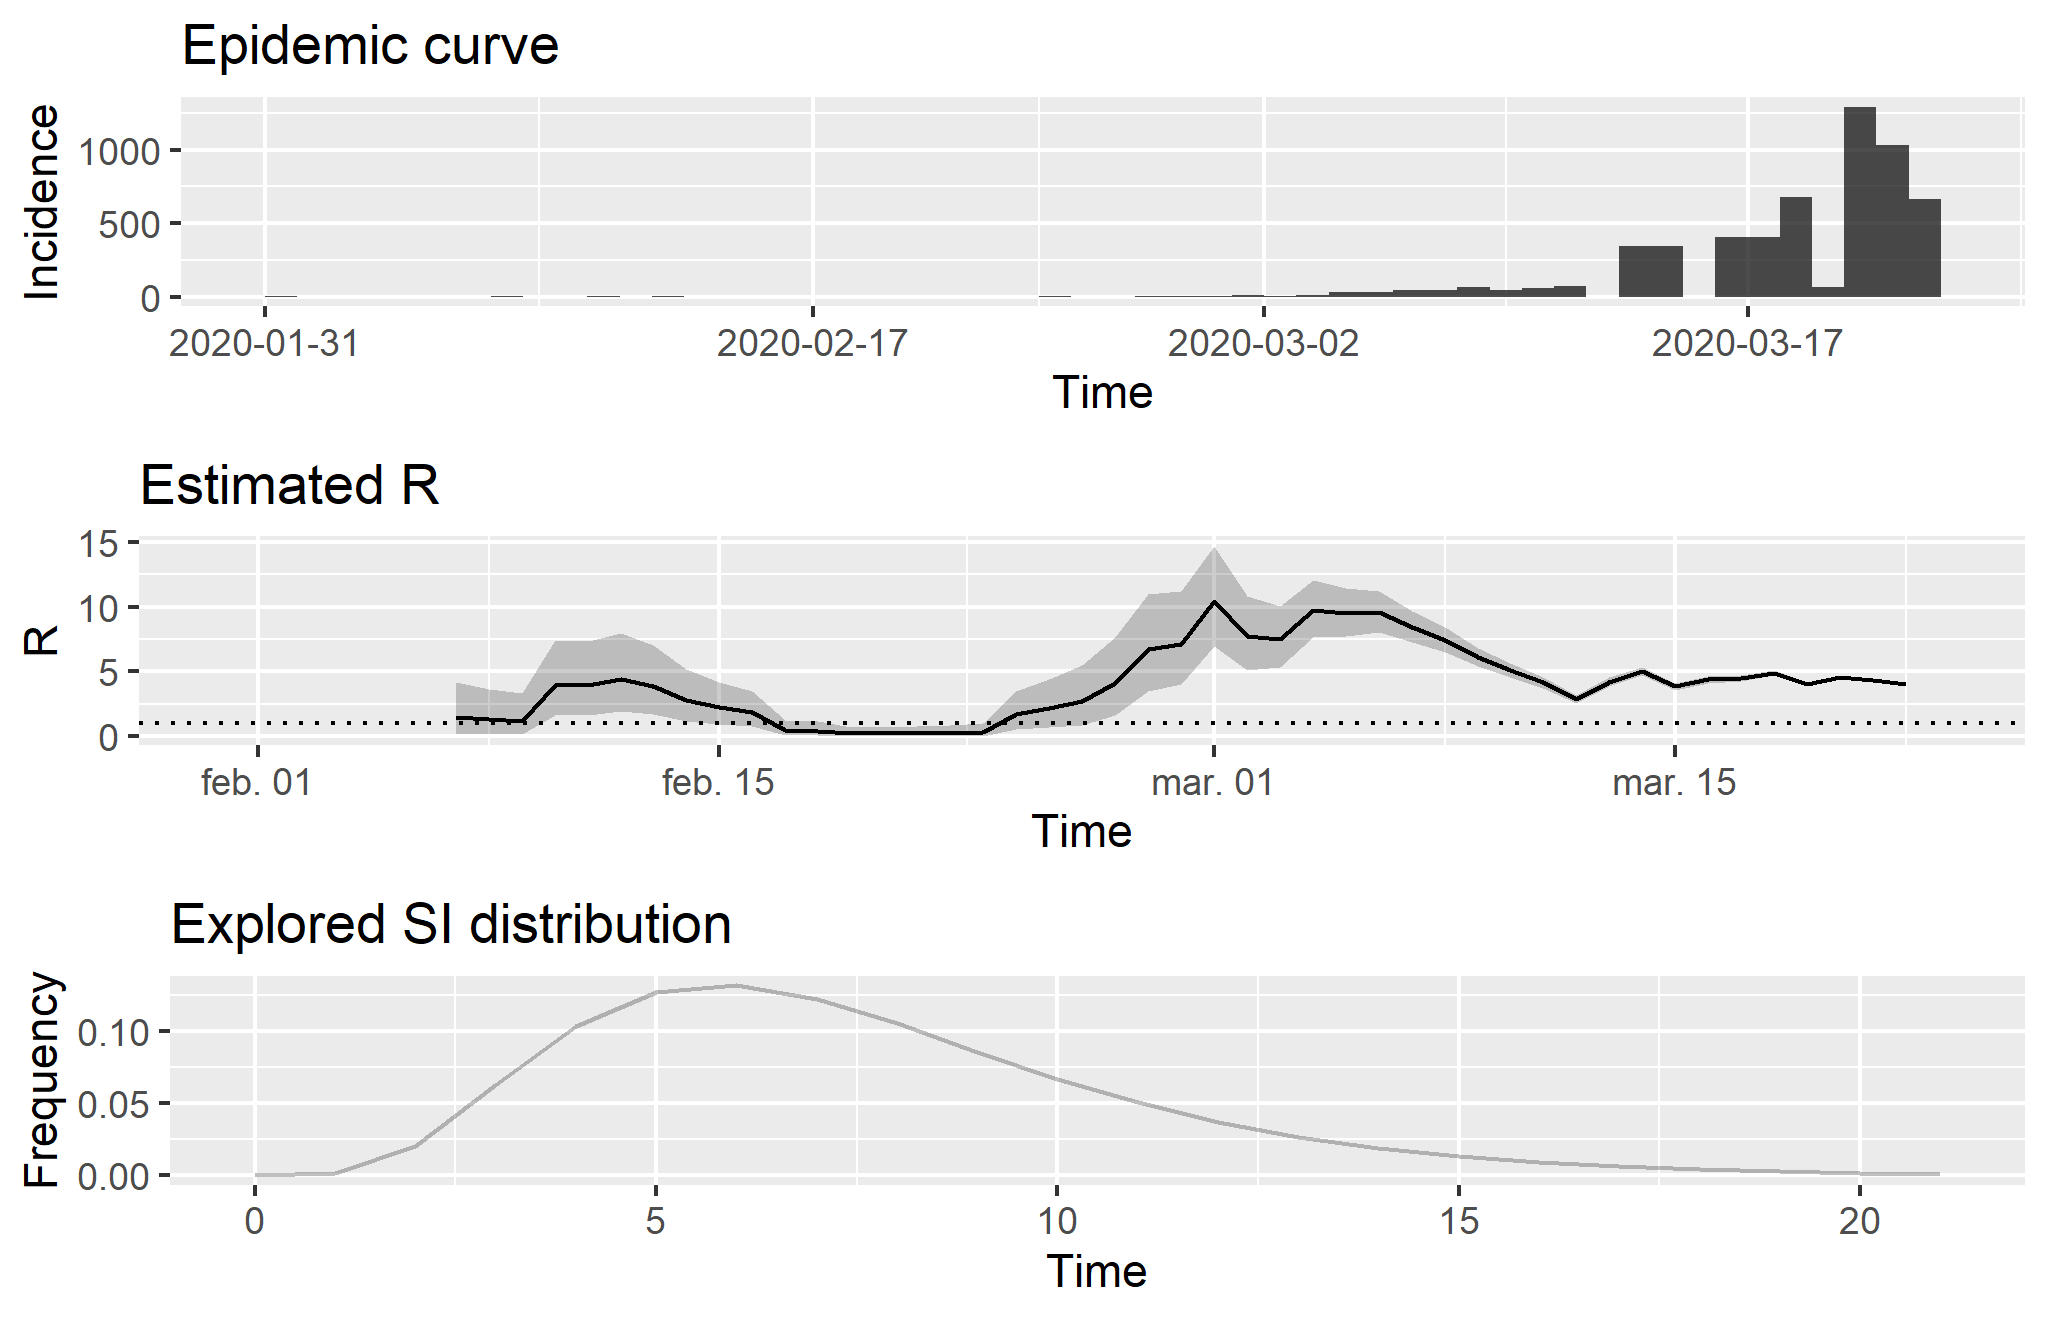 Epidemic curve
Incidence
1000
500
0
2020-01-31 2020-02-17 2020-03-02 2020-03-17
Time
Estimated R
R
15
10
5
0
feb. 01 feb. 15 mar. 01 mar. 15
Time
Explored SI distribution
Frequency
0.10
0.05
0.00
0 5 10 15 20
Time